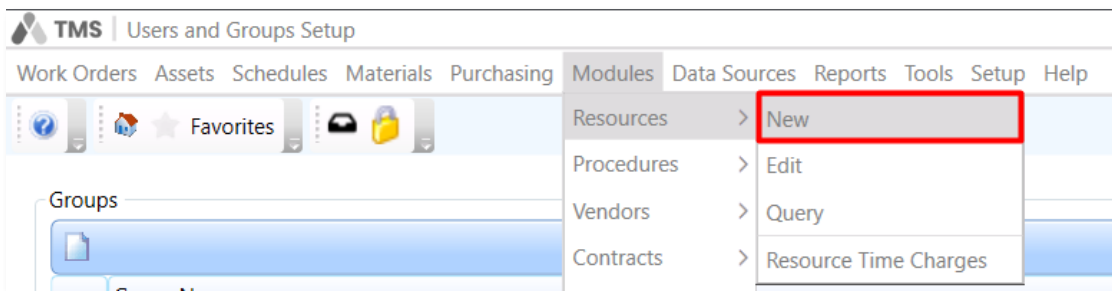 TMS | Users and Groups Setup
Work Orders Assets Schedules Materials Purchasing Modules Data Sources Reports Tools Setup Help
Favorites
Resources > New
Procedures > Edit
Groups
Vendors > Query
Contracts > Resource Time Charges